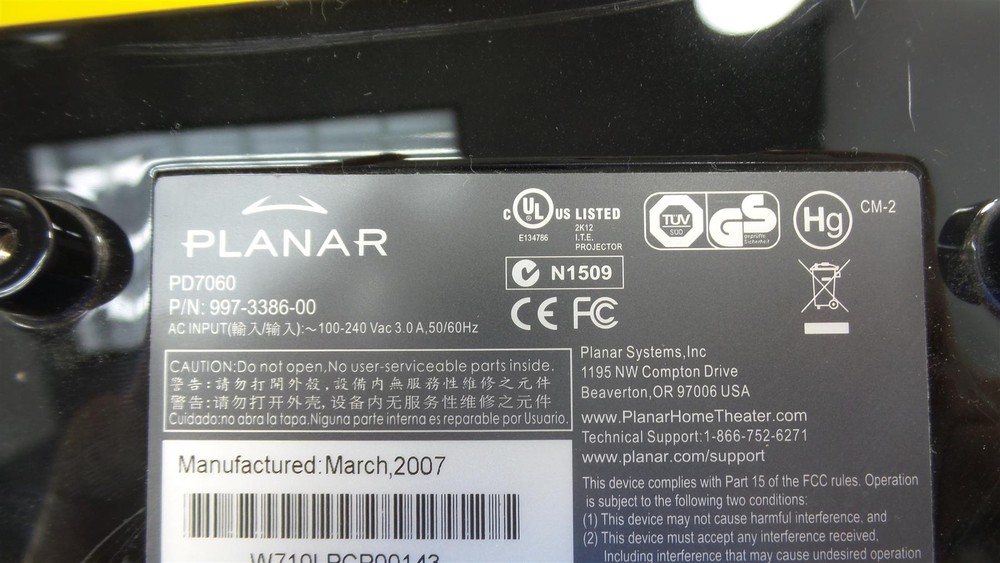 PLANAR
PD7060
P/N: 997-3386-00
AC INPUT(輸入/输入):～100-240 Vac 3.0 A,50/60Hz
C UL US LISTED
E134786
2K12
I.T.E.
PROJECTOR
N1509
CE FC
TÜV
SÜD
GS
geprüfte
Sicherheit
Hg
CM-2
CAUTION:Do not open,No user-serviceable parts inside.
警告:請勿打開外殼,設備内無服務性維修之元件
警告:请勿打开外壳,设备内无服务性维修之元件
Cuidado:no abra la tapa.Niguna parte interna es reparable por Usuario.
Manufactured:March,2007
Planar Systems,Inc
1195 NW Compton Drive
Beaverton,OR 97006 USA
www.PlanarHomeTheater.com
Technical Support:1-866-752-6271
www.planar.com/support
This device complies with Part 15 of the FCC rules. Operation
is subject to the following two conditions:
(1) This device may not cause harmful interference, and
(2) This device must accept any interference received,
Including interference that may cause undesired operation